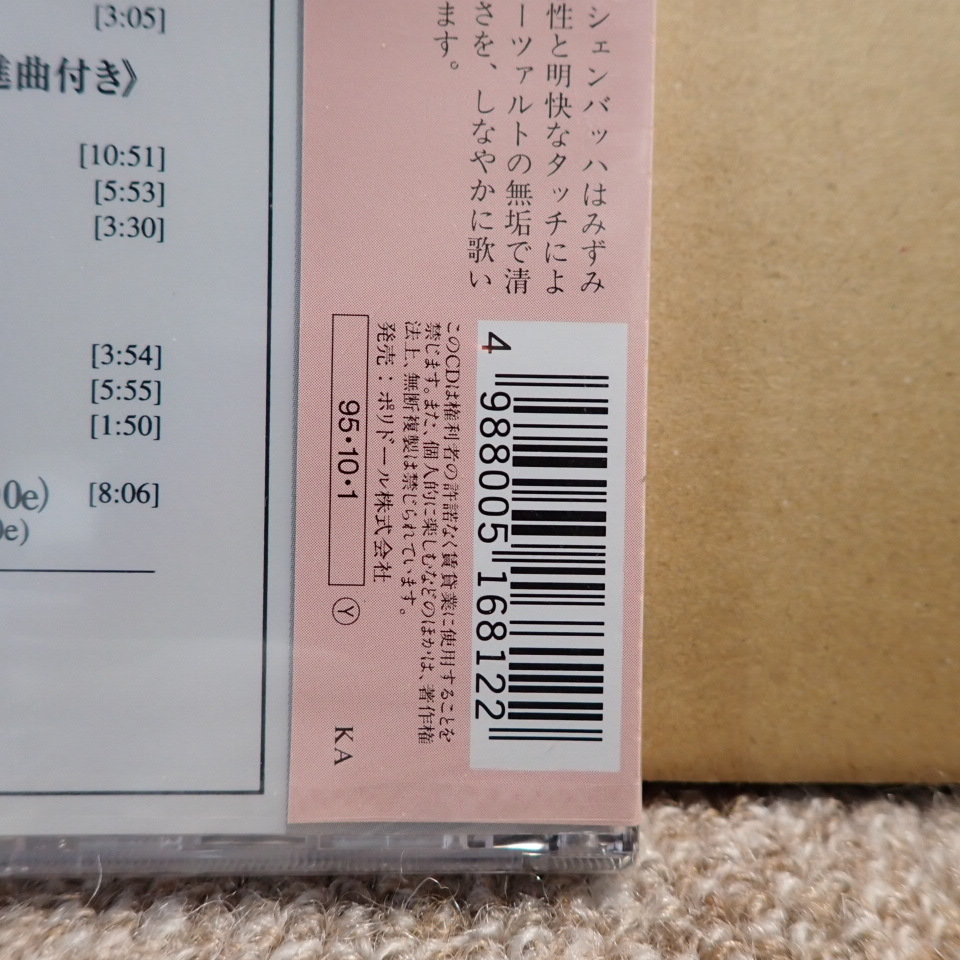 [3:05]
曲付き》
[10:51]
[5:53]
[3:30]
[3:54]
[5:55]
[1:50]
0e) [8:06]
0e)
シェンバッハはみずみ
性と明快なタッチによ
ーツァルトの無垢で清
さを、しなやかに歌い
ます。
4 988005 168122
このCDは権利者の許諾なく賃貸業に使用することを
禁じます。また、個人的に楽しむなどのほかは、著作権
法上、無断複製は禁じられています。
発売：ポリドール株式会社
95・10・1
Y
KA